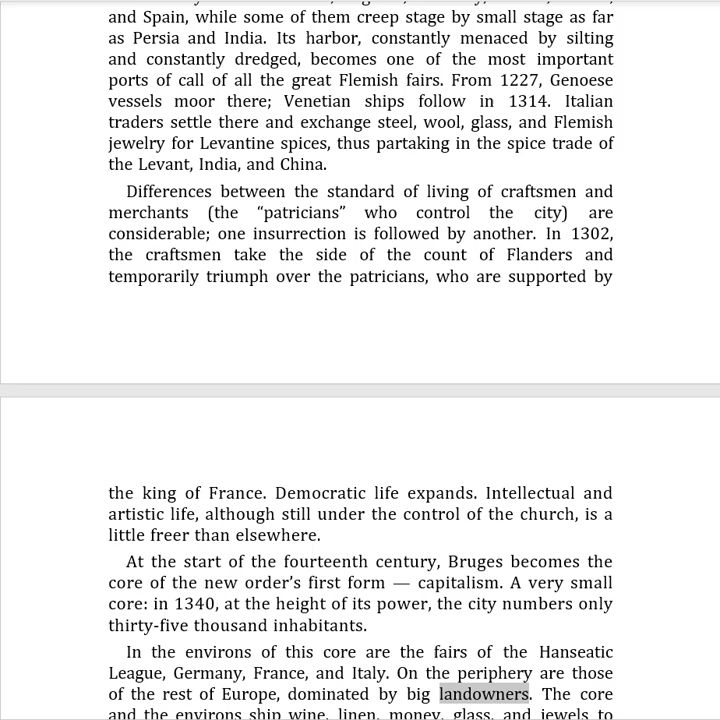 and Spain, while some of them creep stage by small stage as far
as Persia and India. Its harbor, constantly menaced by silting
and constantly dredged, becomes one of the most important
ports of call of all the great Flemish fairs. From 1227, Genoese
vessels moor there; Venetian ships follow in 1314. Italian
traders settle there and exchange steel, wool, glass, and Flemish
jewelry for Levantine spices, thus partaking in the spice trade of
the Levant, India, and China.
Differences between the standard of living of craftsmen and
merchants (the “patricians” who control the city) are
considerable; one insurrection is followed by another. In 1302,
the craftsmen take the side of the count of Flanders and
temporarily triumph over the patricians, who are supported by
the king of France. Democratic life expands. Intellectual and
artistic life, although still under the control of the church, is a
little freer than elsewhere.
At the start of the fourteenth century, Bruges becomes the
core of the new order’s first form — capitalism. A very small
core: in 1340, at the height of its power, the city numbers only
thirty-five thousand inhabitants.
In the environs of this core are the fairs of the Hanseatic
League, Germany, France, and Italy. On the periphery are those
of the rest of Europe, dominated by big landowners. The core
and the environs ship wine, linen, money, glass, and jewels to